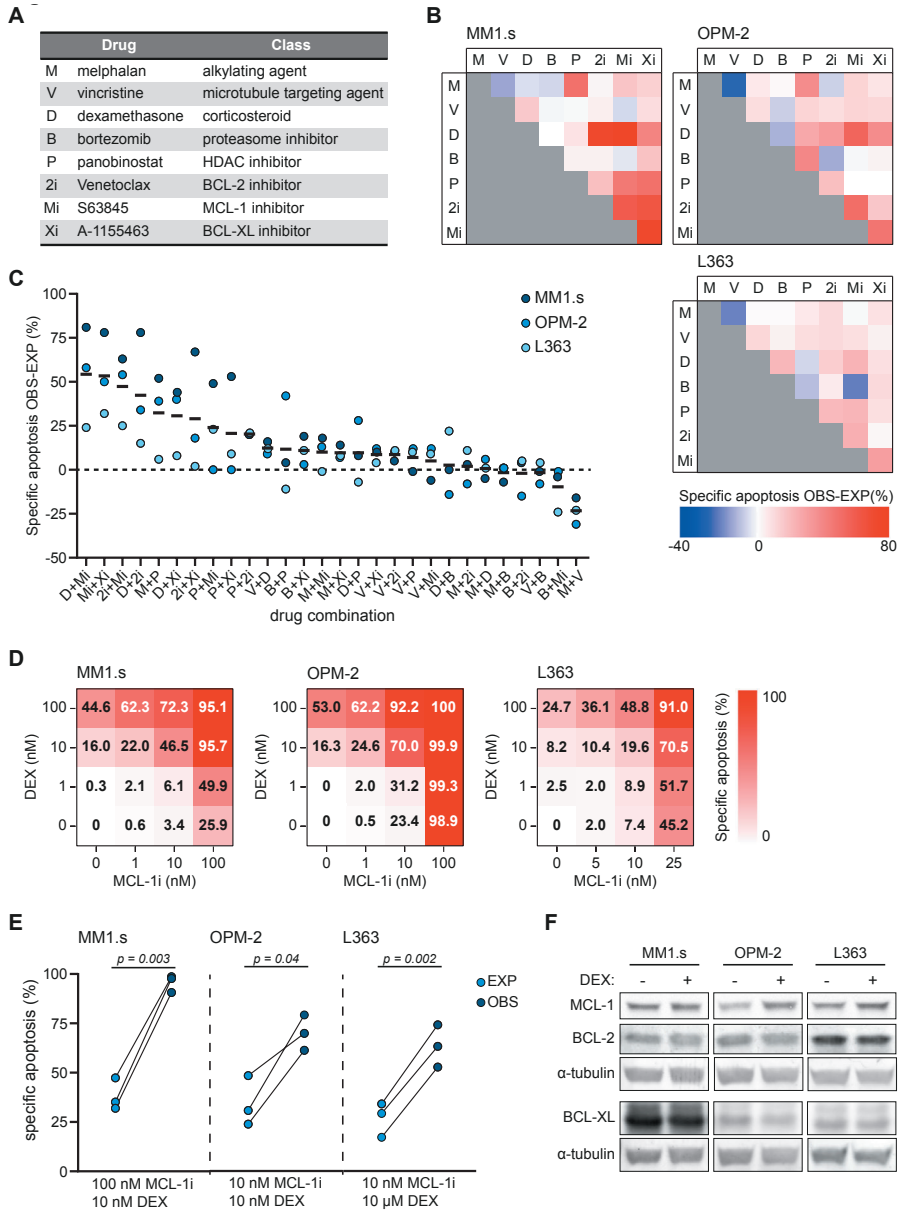 A
Drug Class
M melphalan alkylating agent
V vincristine microtubule targeting agent
D dexamethasone corticosteroid
B bortezomib proteasome inhibitor
P panobinostat HDAC inhibitor
2i Venetoclax BCL-2 inhibitor
Mi S63845 MCL-1 inhibitor
Xi A-1155463 BCL-XL inhibitor
B
MM1.s
M V D B P 2i Mi Xi
M
V
D
B
P
2i
Mi
OPM-2
M V D B P 2i Mi Xi
M
V
D
B
P
2i
Mi
L363
M V D B P 2i Mi Xi
M
V
D
B
P
2i
Mi
Specific apoptosis OBS-EXP(%)
-40 0 80
C
Specific apoptosis OBS-EXP (%)
100
75
50
25
0
-25
-50
MM1.s
OPM-2
L363
D+Mi Mi+Xi 2i+Mi D+2i M+P D+Xi 2i+Xi P+Mi P+Xi P+2i V+D B+P B+Xi M+Mi M+Xi D+P V+Xi V+2i V+P V+Mi D+B M+2i M+D M+B B+2i V+B B+Mi M+V
drug combination
D
MM1.s
DEX (nM)
100 44.6 62.3 72.3 95.1
10 16.0 22.0 46.5 95.7
1 0.3 2.1 6.1 49.9
0 0 0.6 3.4 25.9
0 1 10 100
MCL-1i (nM)
OPM-2
DEX (nM)
100 53.0 62.2 92.2 100
10 16.3 24.6 70.0 99.9
1 0 2.0 31.2 99.3
0 0 0.5 23.4 98.9
0 1 10 100
MCL-1i (nM)
L363
DEX (nM)
100 24.7 36.1 48.8 91.0
10 8.2 10.4 19.6 70.5
1 2.5 2.0 8.9 51.7
0 0 2.0 7.4 45.2
0 5 10 25
MCL-1i (nM)
Specific apoptosis (%)
100
0
E
MM1.s OPM-2 L363
p = 0.003 p = 0.04 p = 0.002
specific apoptosis (%)
100
75
50
25
0
EXP
OBS
100 nM MCL-1i 10 nM MCL-1i 10 nM MCL-1i
10 nM DEX 10 nM DEX 10 µM DEX
F
MM1.s OPM-2 L363
DEX: - + - + - +
MCL-1
BCL-2
α-tubulin
BCL-XL
α-tubulin